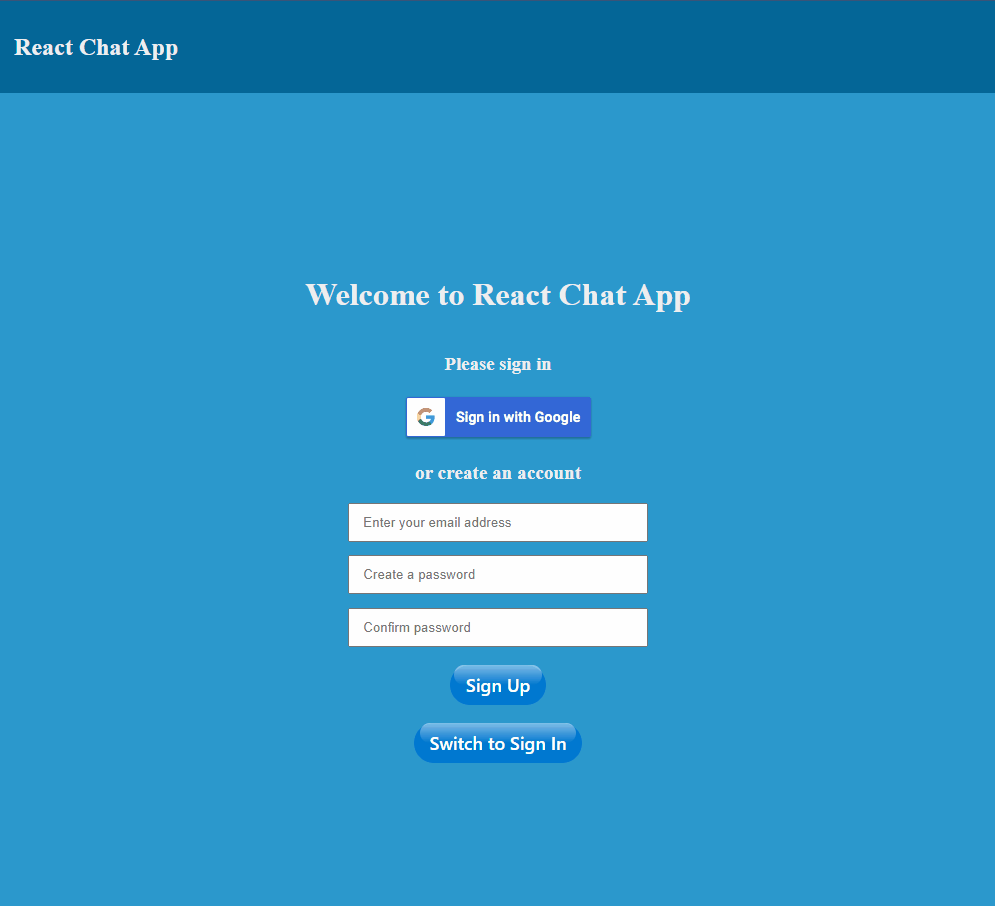 React Chat App
Welcome to React Chat App
Please sign in
Sign in with Google
or create an account
Enter your email address
Create a password
Confirm password
Sign Up
Switch to Sign In